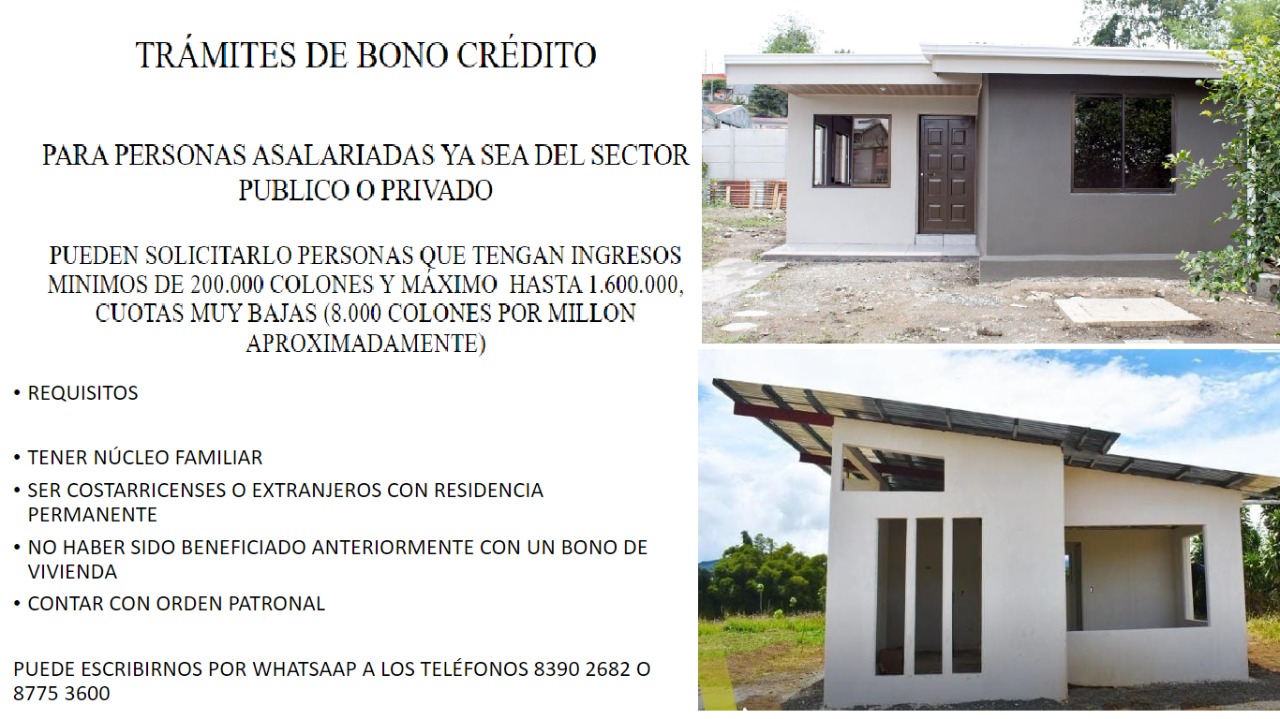 TRÁMITES DE BONO CRÉDITO
PARA PERSONAS ASALARIADAS YA SEA DEL SECTOR
PUBLICO O PRIVADO
PUEDEN SOLICITARLO PERSONAS QUE TENGAN INGRESOS
MINIMOS DE 200.000 COLONES Y MÁXIMO HASTA 1.600.000,
CUOTAS MUY BAJAS (8.000 COLONES POR MILLON
APROXIMADAMENTE)
• REQUISITOS
• TENER NÚCLEO FAMILIAR
• SER COSTARRICENSES O EXTRANJEROS CON RESIDENCIA
PERMANENTE
• NO HABER SIDO BENEFICIADO ANTERIORMENTE CON UN BONO DE
VIVIENDA
• CONTAR CON ORDEN PATRONAL
PUEDE ESCRIBIRNOS POR WHATSAAP A LOS TELÉFONOS 8390 2682 O
8775 3600